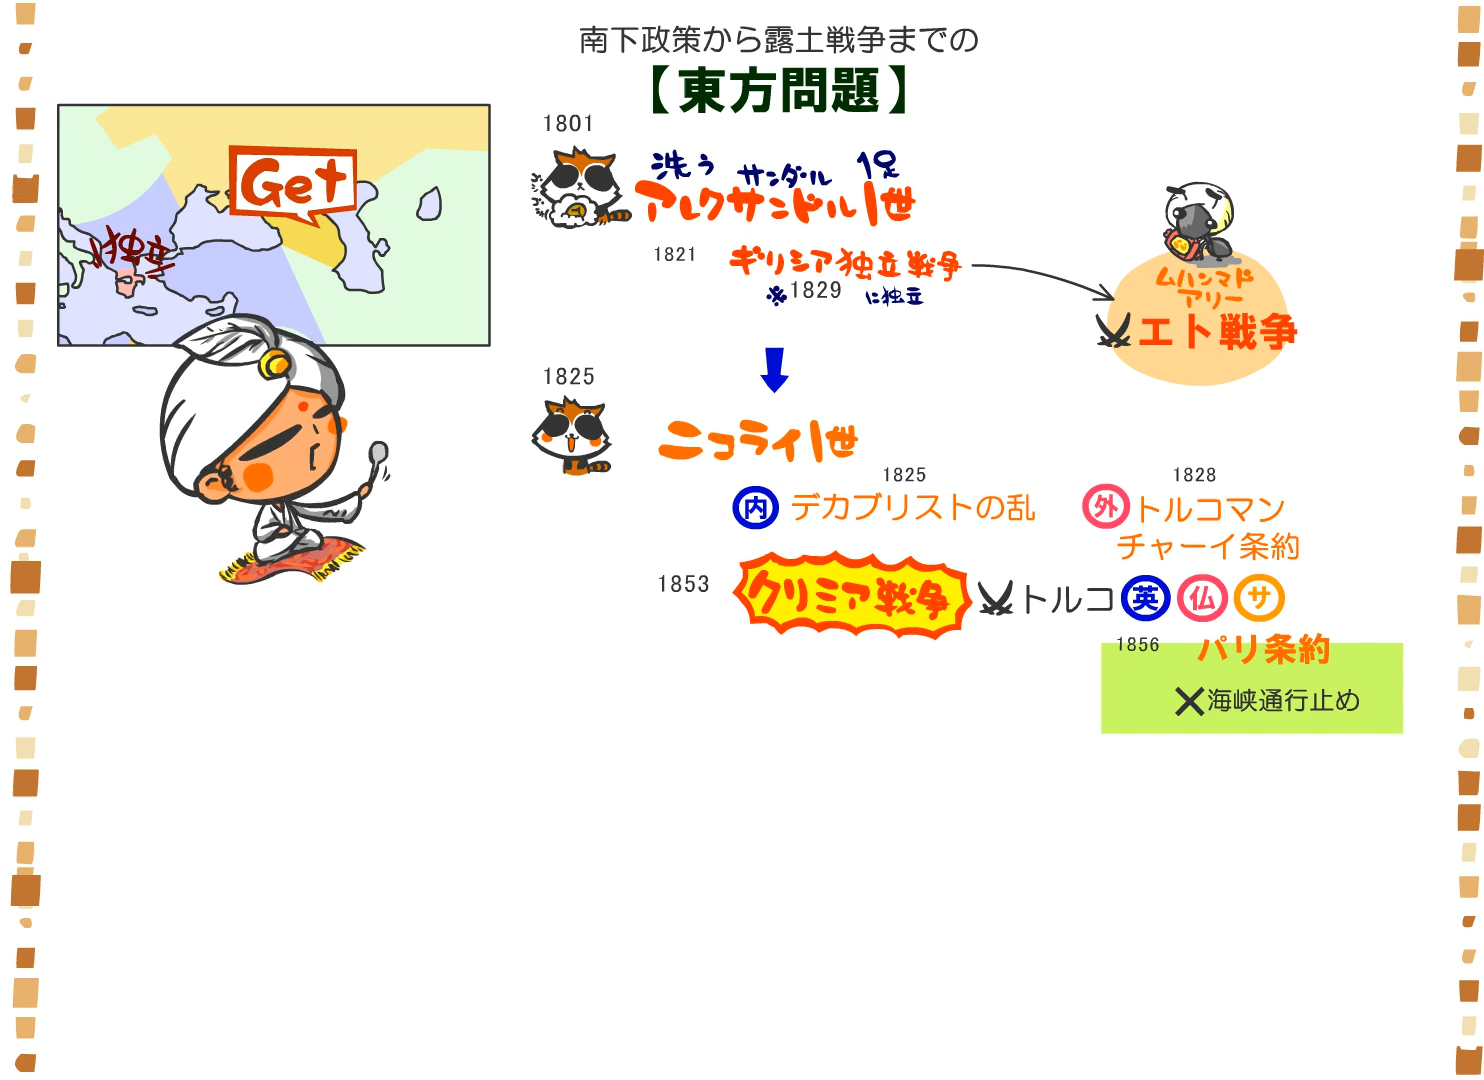 南下政策から露土戦争までの
【東方問題】
Get
独立
1801
洗う サンダル 1足
アレクサンドル1世
1821 ギリシア独立戦争
※1829 に独立
ムハンマド
アリー
エト戦争
1825
ニコライ1世
1825
内 デカブリストの乱
1828
外 トルコマン
チャーイ条約
1853 クリミア戦争 トルコ 英 仏 サ
1856 パリ条約
×海峡通行止め